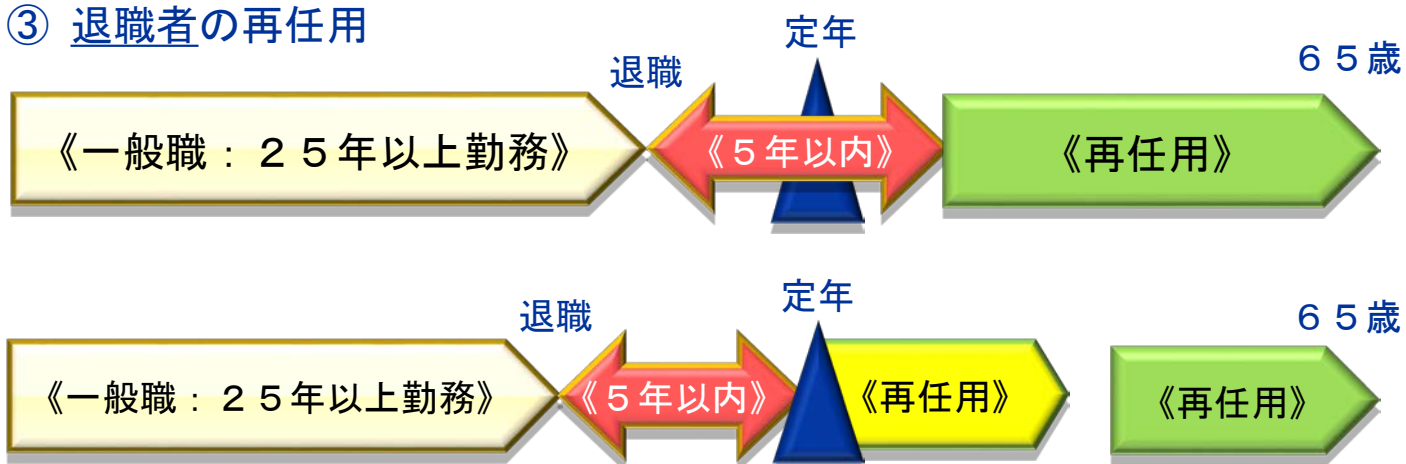 ③ 退職者の再任用
退職
定年
６５歳
《一般職：２５年以上勤務》
《５年以内》
《再任用》
退職
定年
６５歳
《一般職：２５年以上勤務》
《５年以内》
《再任用》
《再任用》